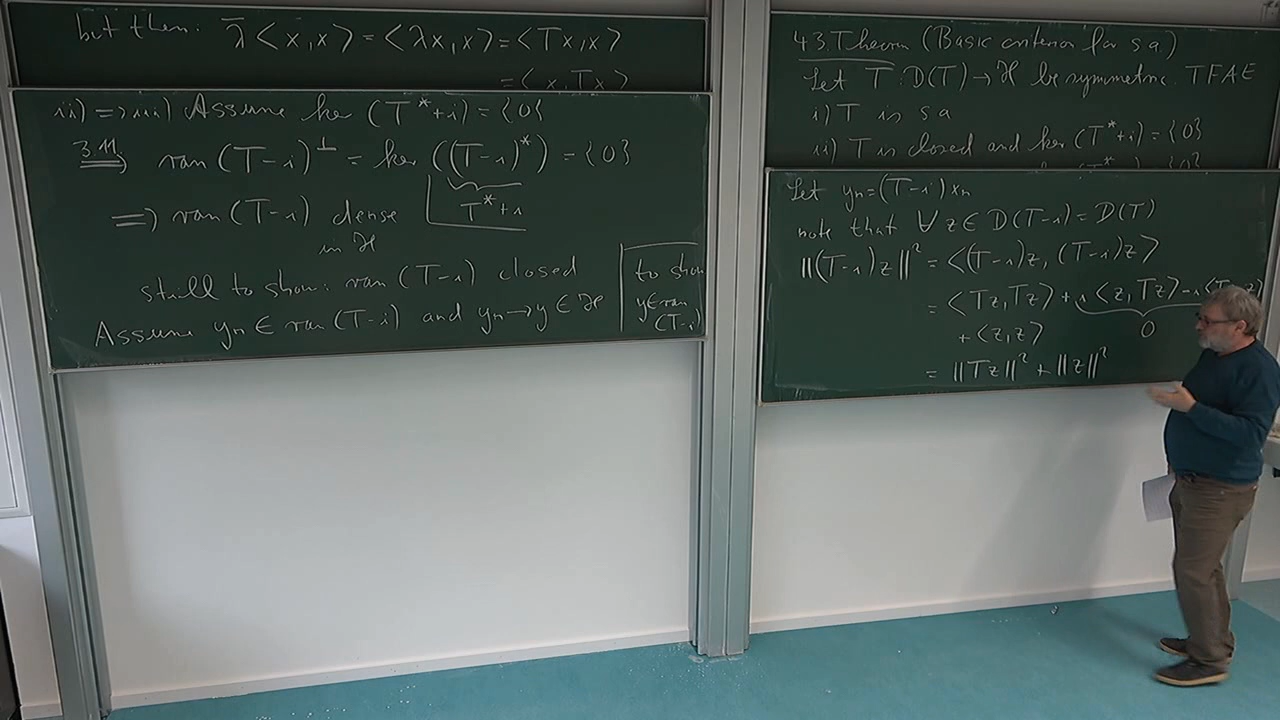 but then: λ̄<x,x> = <λx,x> = <Tx,x>
= <x,Tx>
ii) => iii) Assume ker (T* + i) = {0}
3.11.) ran (T-i)^⊥ = ker ((T-i)*) = {0}
T* + i
=> ran (T-i) dense
in ℋ
still to show: ran (T-i) closed
Assume yn ∈ ran (T-i) and yn → y ∈ ℋ
to show
y ∈ ran
(T-i)
4.3. Theorem (Basic criterion for s a)
Let T: D(T) → ℋ be symmetric. TFAE
i) T is s a
ii) T is closed and ker (T* + i) = {0}
Let yn = (T-i) xn
note that ∀ z ∈ D(T-i) = D(T)
||(T-i)z||² = <(T-i)z, (T-i)z>
= <Tz,Tz> + i <z,Tz> - i <Tz,z>
0
+ <z,z>
= ||Tz||² + ||z||²